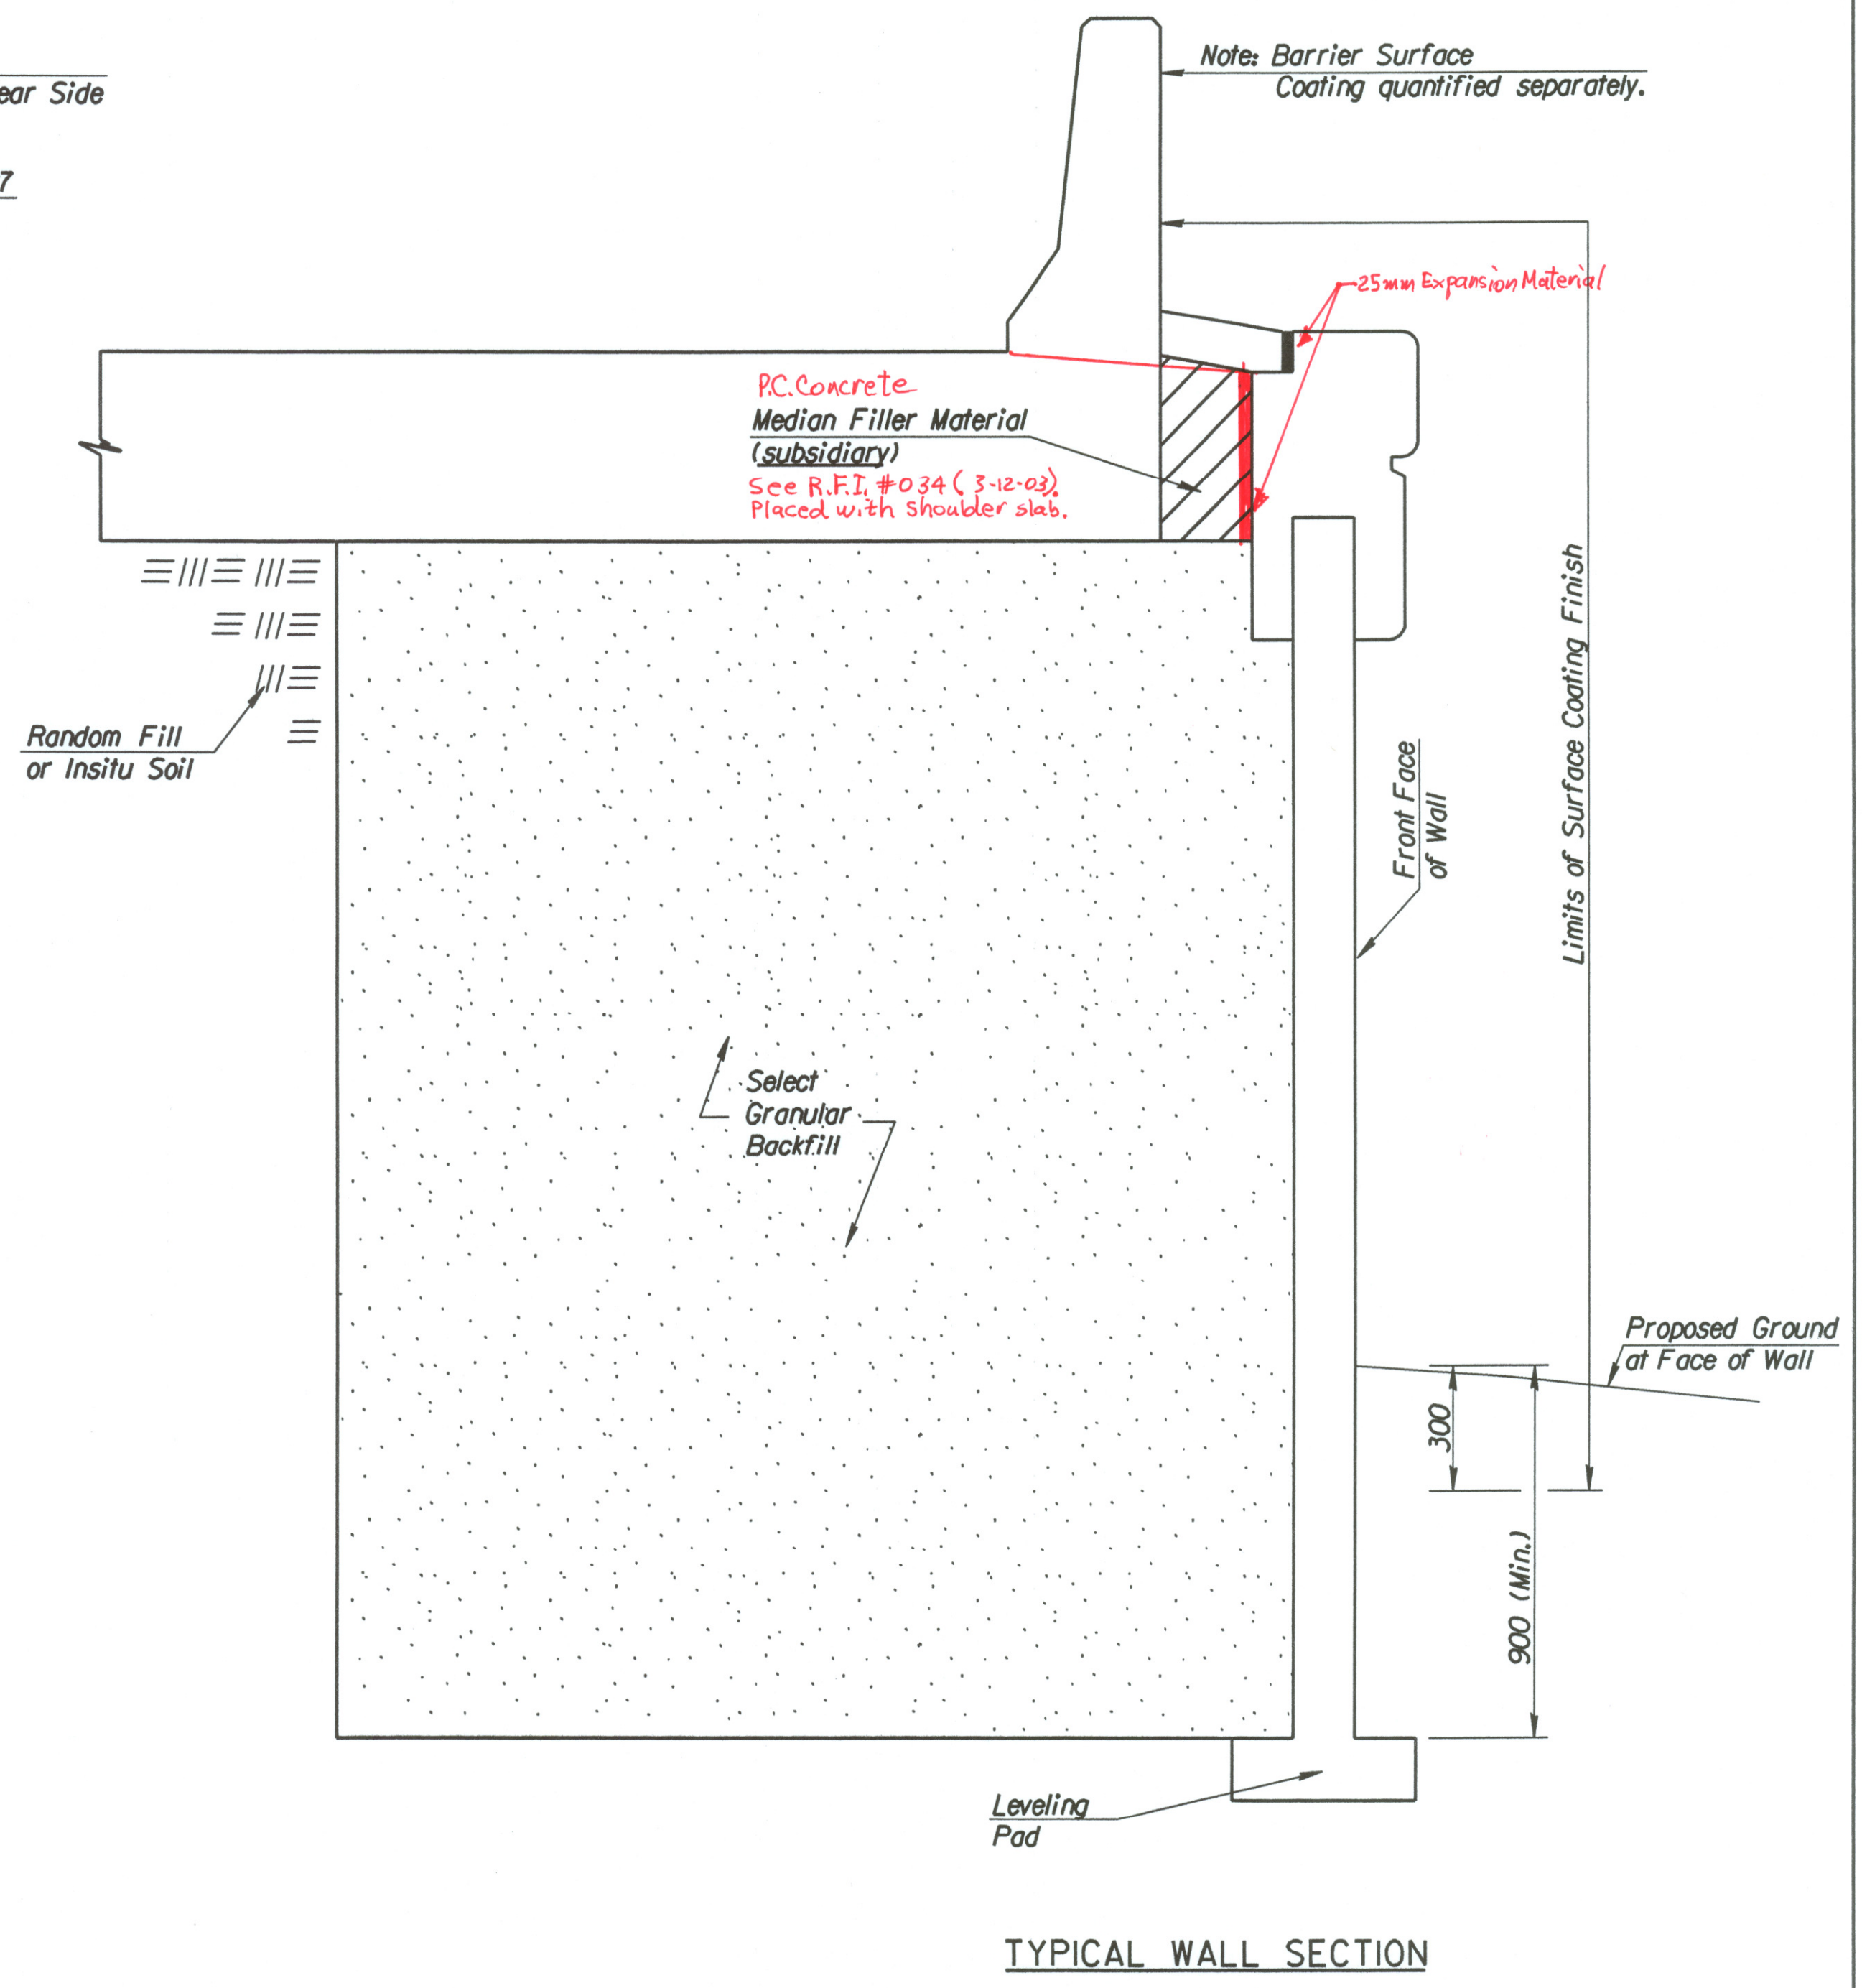 ear Side
7
Note: Barrier Surface
Coating quantified separately.
25mm Expansion Material
P.C. Concrete
Median Filler Material
(subsidiary)
See R.F.I. #034 (3-12-03).
Placed with shoubler slab.
Random Fill
or Insitu Soil
Limits of Surface Coating Finish
Front Face
of Wall
Select
Granular
Backfill
Proposed Ground
at Face of Wall
300
900 (Min.)
Leveling
Pad
TYPICAL WALL SECTION